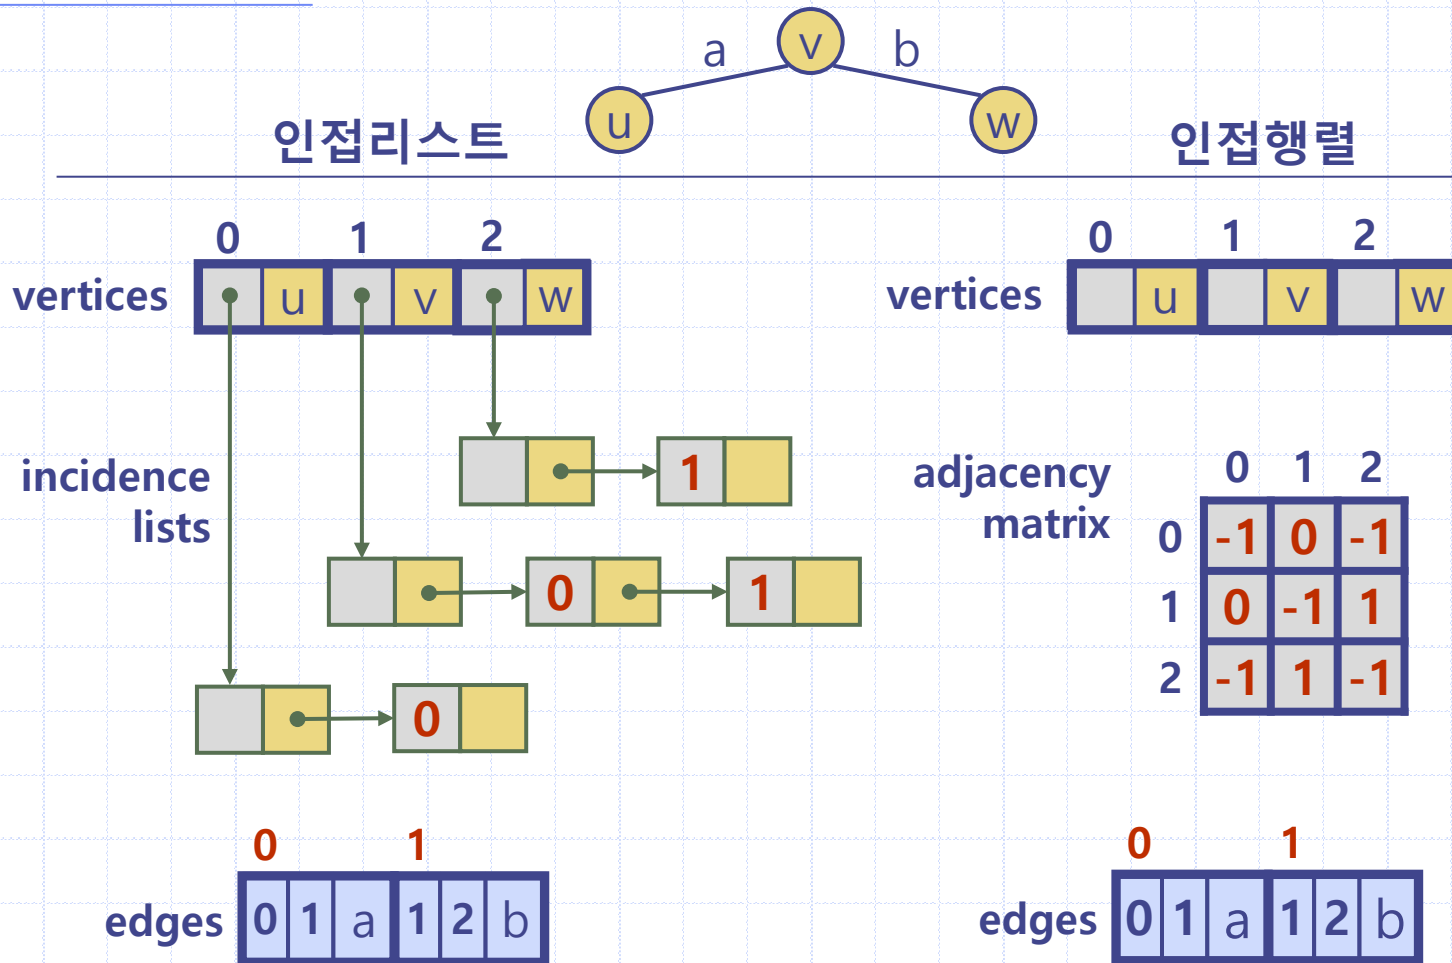 a v b
u w
인접리스트 인접행렬
0 1 2
vertices u v w
incidence
lists
1
0 1
0
0 1
edges 0 1 a 1 2 b
0 1 2
vertices u v w
adjacency
matrix
0 1 2
0 -1 0 -1
1 0 -1 1
2 -1 1 -1
0 1
edges 0 1 a 1 2 b